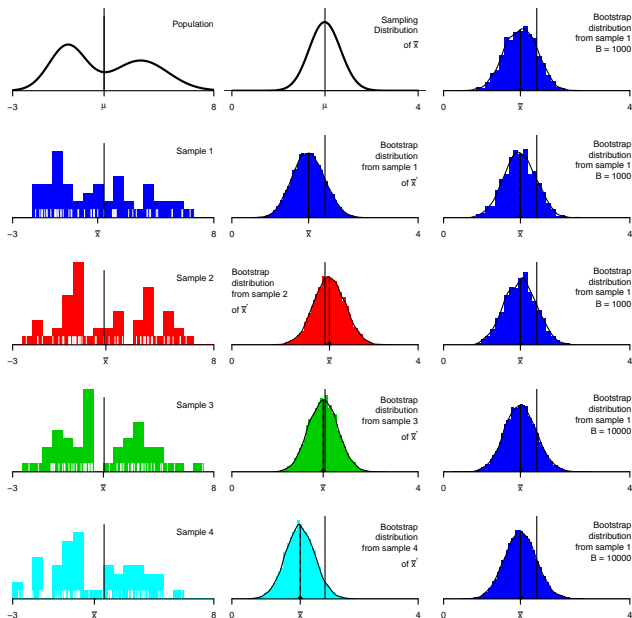 Population
−3
μ
8
Sampling
Distribution
of x̅
0
μ
4
Bootstrap
distribution
from sample 1
B = 1000
0
x̅
4
Sample 1
−3
x̅
8
Bootstrap
distribution
from sample 1
of x̅*
0
x̅
4
Bootstrap
distribution
from sample 1
B = 1000
0
x̅
4
Sample 2
−3
x̅
8
Bootstrap
distribution
from sample 2
of x̅*
0
x̅
4
Bootstrap
distribution
from sample 1
B = 1000
0
x̅
4
Sample 3
−3
x̅
8
Bootstrap
distribution
from sample 3
of x̅*
0
x̅
4
Bootstrap
distribution
from sample 1
B = 10000
0
x̅
4
Sample 4
−3
x̅
8
Bootstrap
distribution
from sample 4
of x̅*
0
x̅
4
Bootstrap
distribution
from sample 1
B = 10000
0
x̅
4